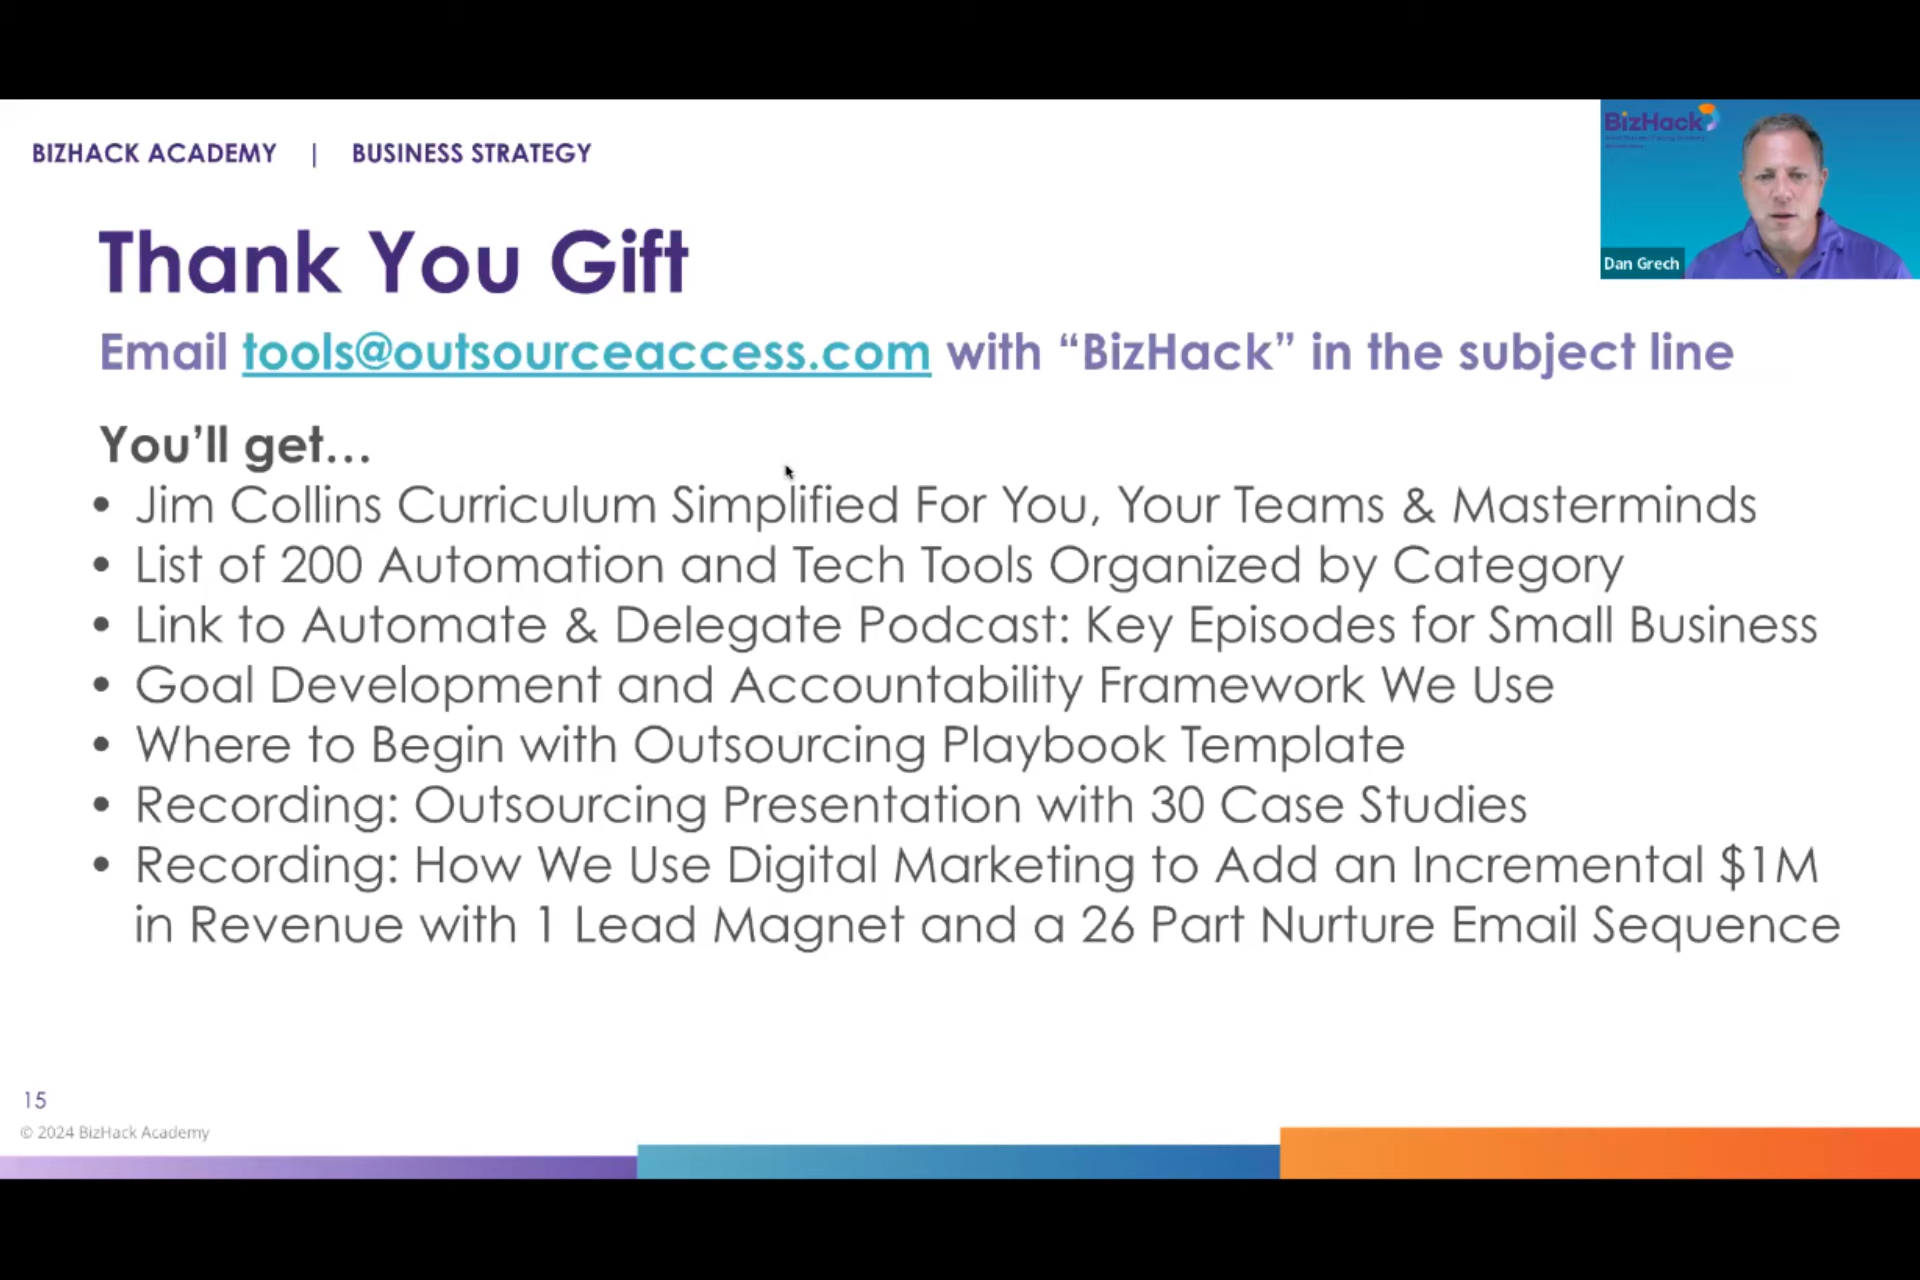 BizHack
BIZHACK ACADEMY | BUSINESS STRATEGY
Dan Grech
Thank You Gift
Email tools@outsourceaccess.com with “BizHack” in the subject line
You’ll get...
• Jim Collins Curriculum Simplified For You, Your Teams & Masterminds
• List of 200 Automation and Tech Tools Organized by Category
• Link to Automate & Delegate Podcast: Key Episodes for Small Business
• Goal Development and Accountability Framework We Use
• Where to Begin with Outsourcing Playbook Template
• Recording: Outsourcing Presentation with 30 Case Studies
• Recording: How We Use Digital Marketing to Add an Incremental $1M
in Revenue with 1 Lead Magnet and a 26 Part Nurture Email Sequence
15
© 2024 BizHack Academy